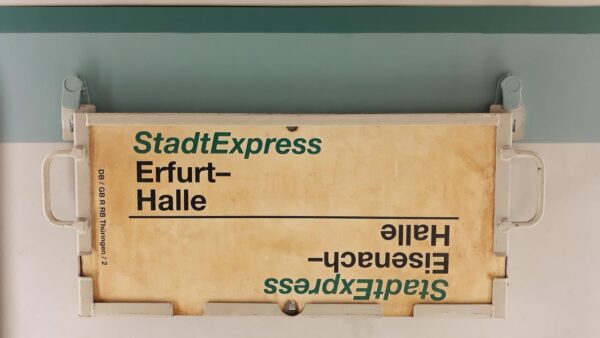 StadtExpress
Erfurt–
Halle
StadtExpress
Eisenach–
Halle
DB / GB R RB Thüringen / 2